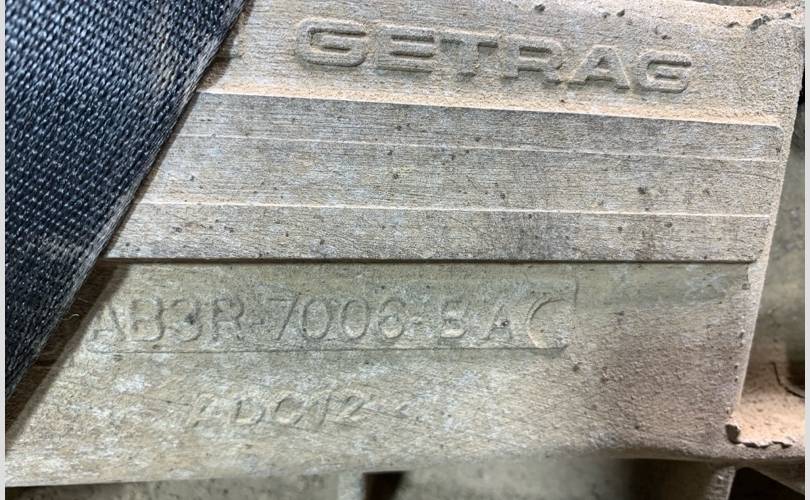 GETRAG
AB3R-7006-BAC
ADC12